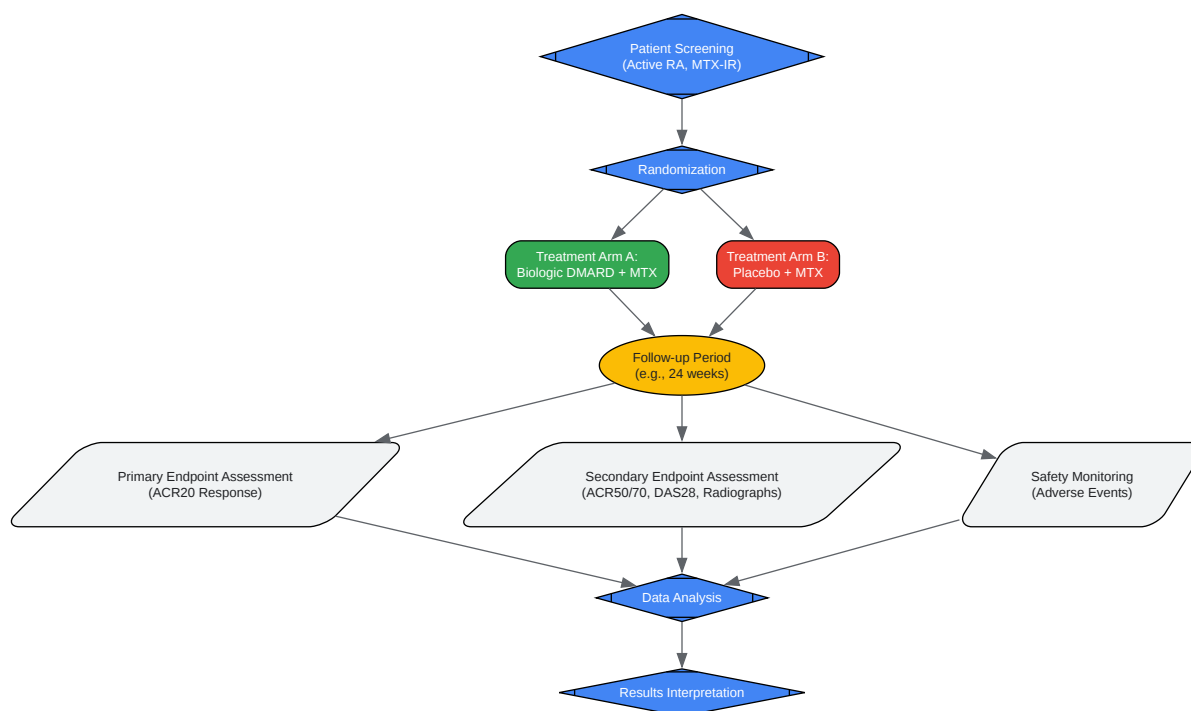 Patient Screening
(Active RA, MTX-IR)
Randomization
Treatment Arm A:
Biologic DMARD + MTX
Treatment Arm B:
Placebo + MTX
Follow-up Period
(e.g., 24 weeks)
Primary Endpoint Assessment
(ACR20 Response)
Secondary Endpoint Assessment
(ACR50/70, DAS28, Radiographs)
Safety Monitoring
(Adverse Events)
Data Analysis
Results Interpretation